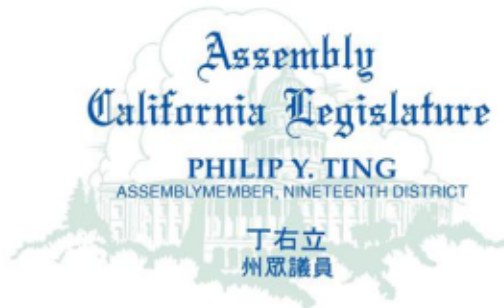 Assembly
California Legislature
PHILIP Y. TING
ASSEMBLYMEMBER, NINETEENTH DISTRICT
丁右立
州眾議員